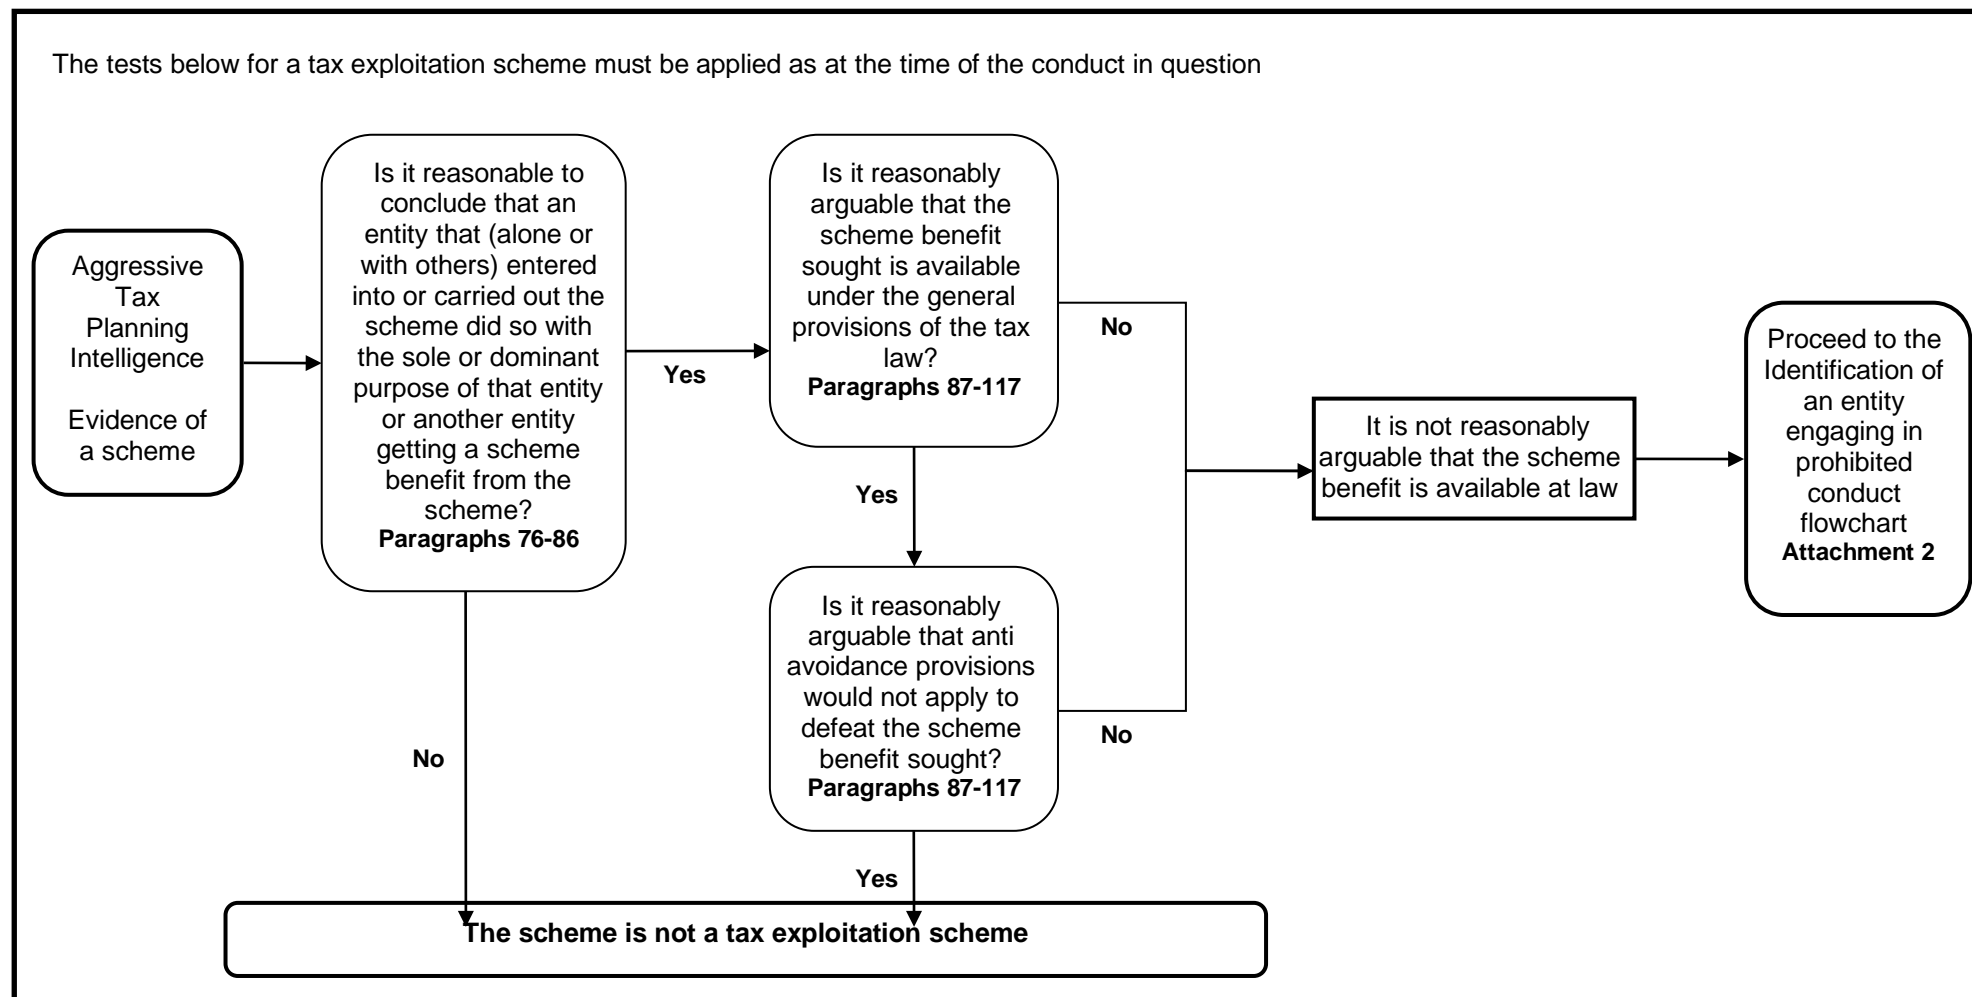 The tests below for a tax exploitation scheme must be applied as at the time of the conduct in question
Aggressive
Tax
Planning
Intelligence
Evidence of
a scheme
Is it reasonable to
conclude that an
entity that (alone or
with others) entered
into or carried out the
scheme did so with
the sole or dominant
purpose of that entity
or another entity
getting a scheme
benefit from the
scheme?
Paragraphs 76-86
Yes
No
Is it reasonably
arguable that the
scheme benefit
sought is available
under the general
provisions of the tax
law?
Paragraphs 87-117
No
Yes
Is it reasonably
arguable that anti
avoidance provisions
would not apply to
defeat the scheme
benefit sought?
Paragraphs 87-117
No
Yes
It is not reasonably
arguable that the scheme
benefit is available at law
Proceed to the
Identification of
an entity
engaging in
prohibited
conduct
flowchart
Attachment 2
The scheme is not a tax exploitation scheme